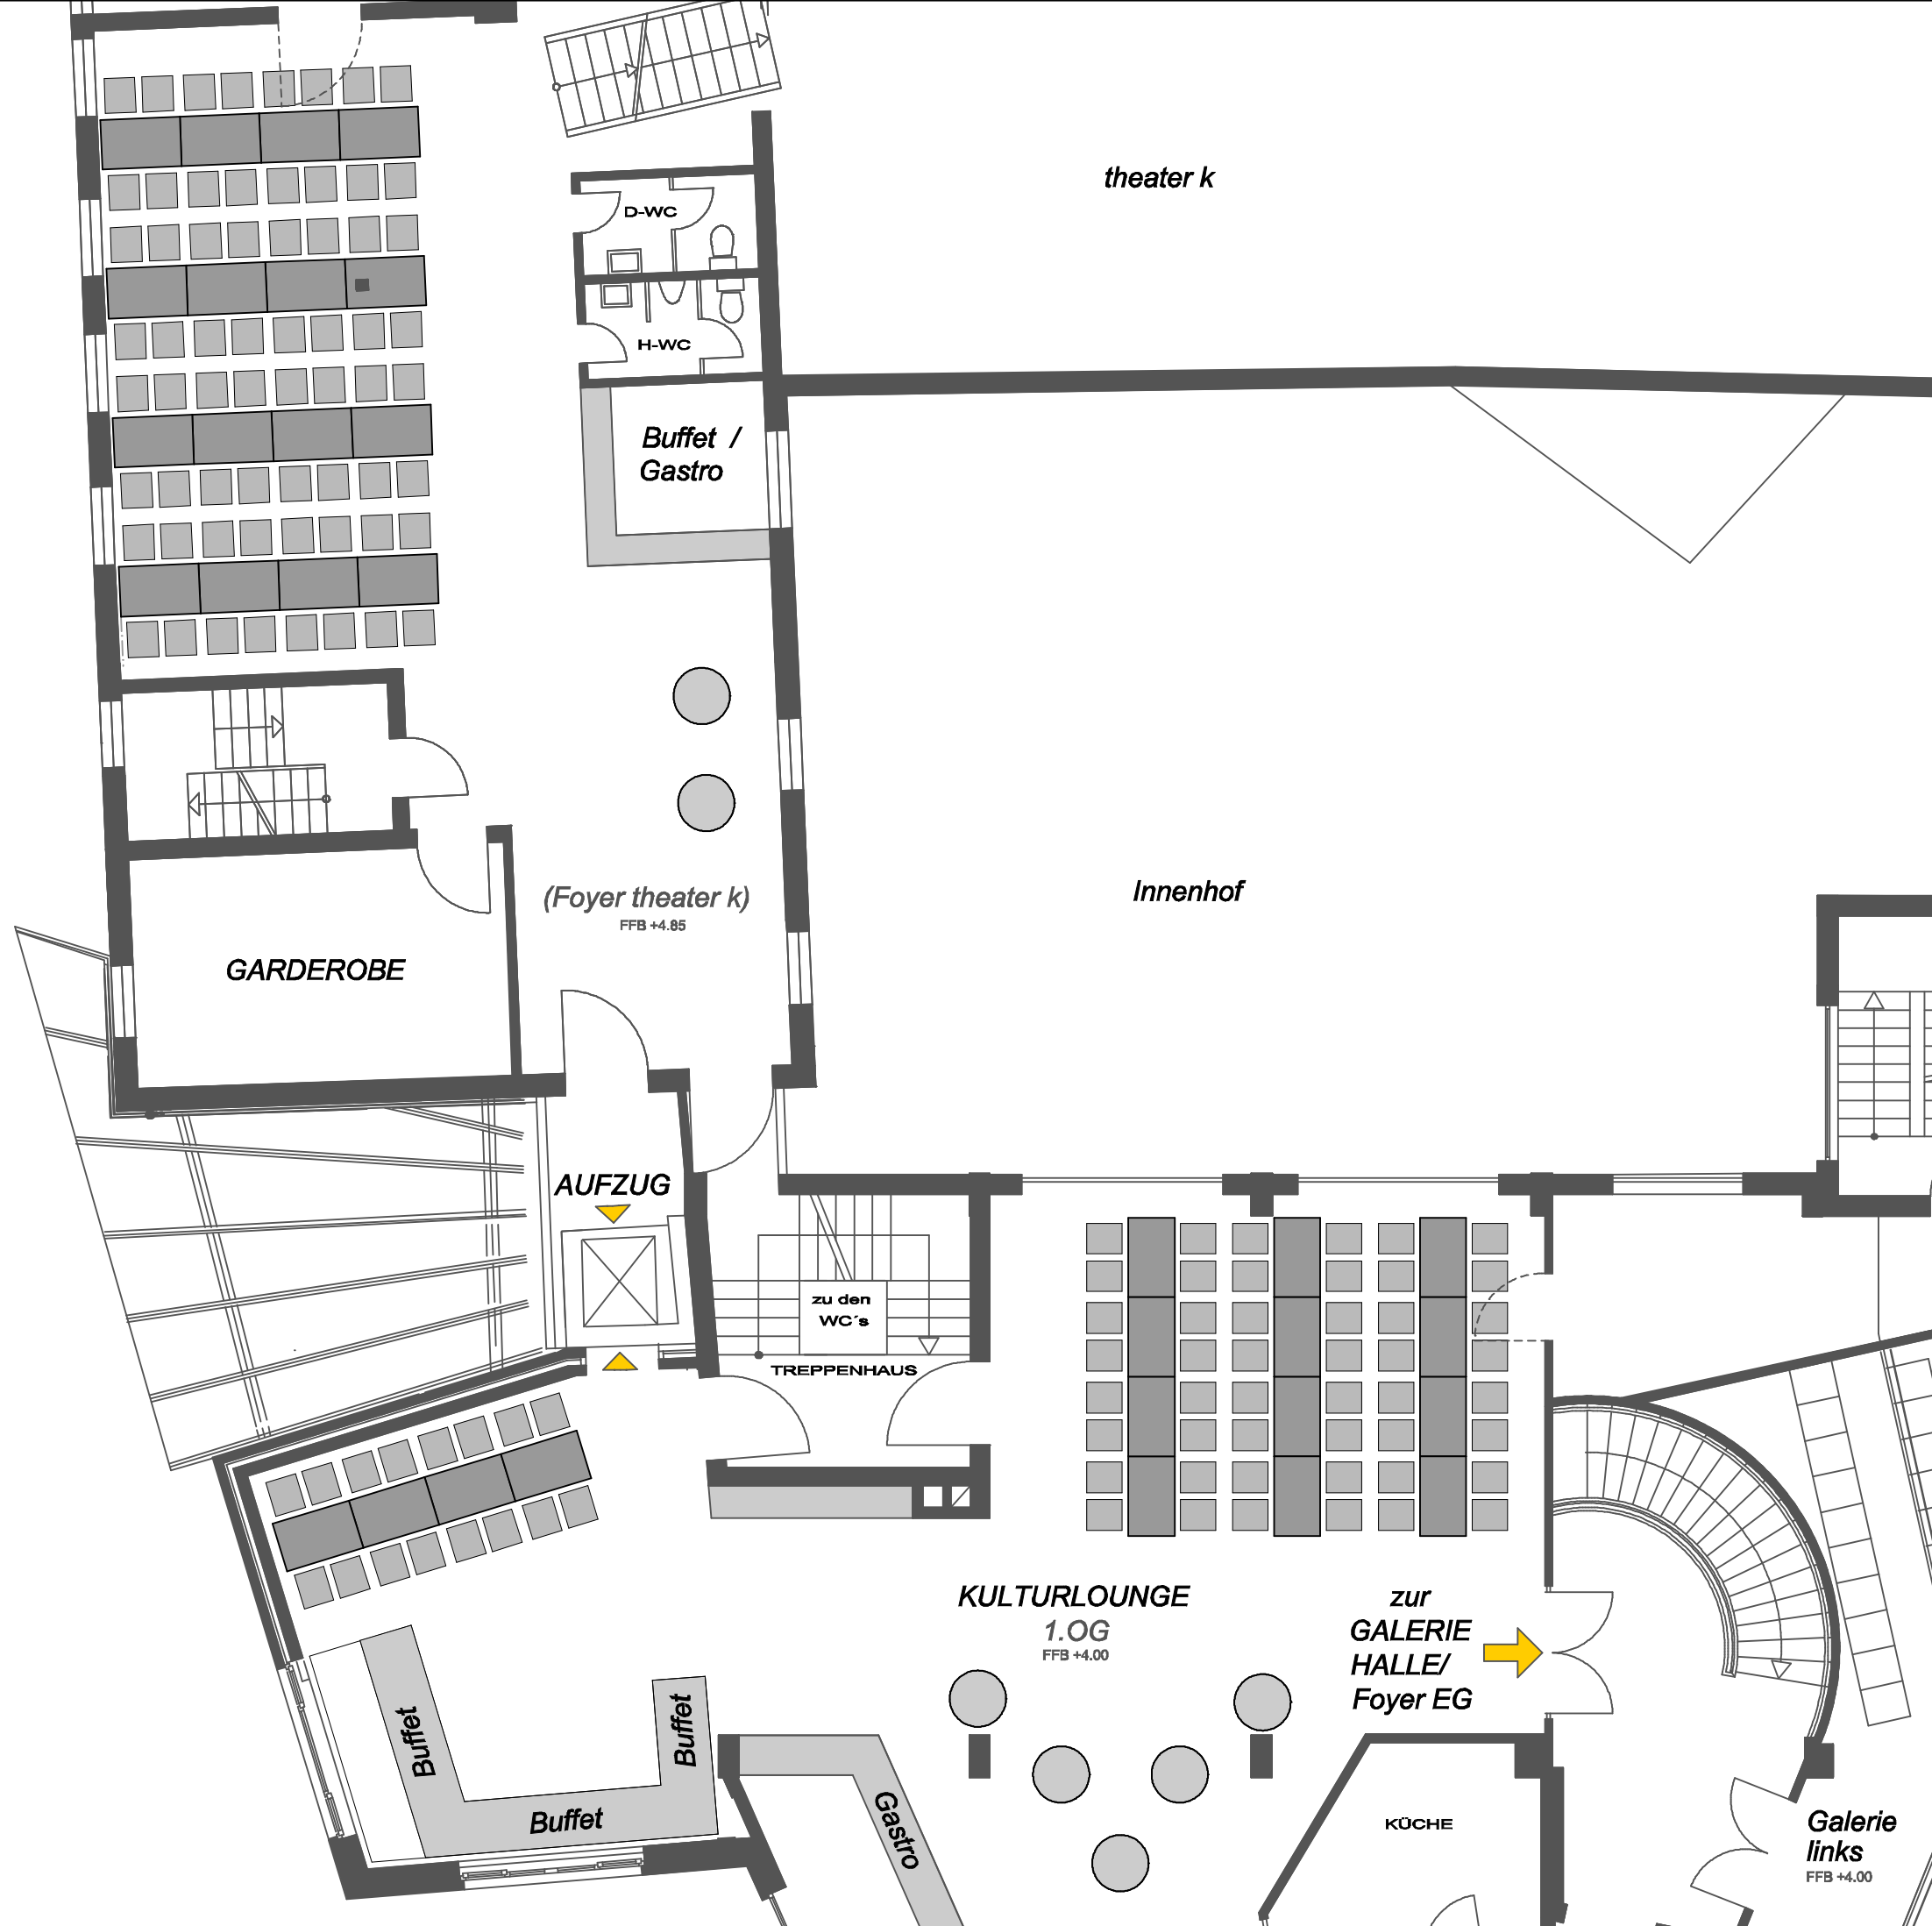 theater k
D-WC
H-WC
Buffet /
Gastro
(Foyer theater k)
FFB +4.85
Innenhof
GARDEROBE
AUFZUG
zu den
WC´s
TREPPENHAUS
KULTURLOUNGE
1.OG
FFB +4.00
zur
GALERIE
HALLE/
Foyer EG
Buffet
Buffet
Buffet
Gastro
KÜCHE
Galerie
links
FFB +4.00